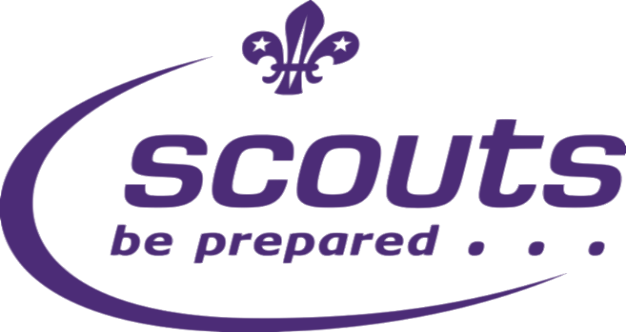 scouts
be prepared . . .